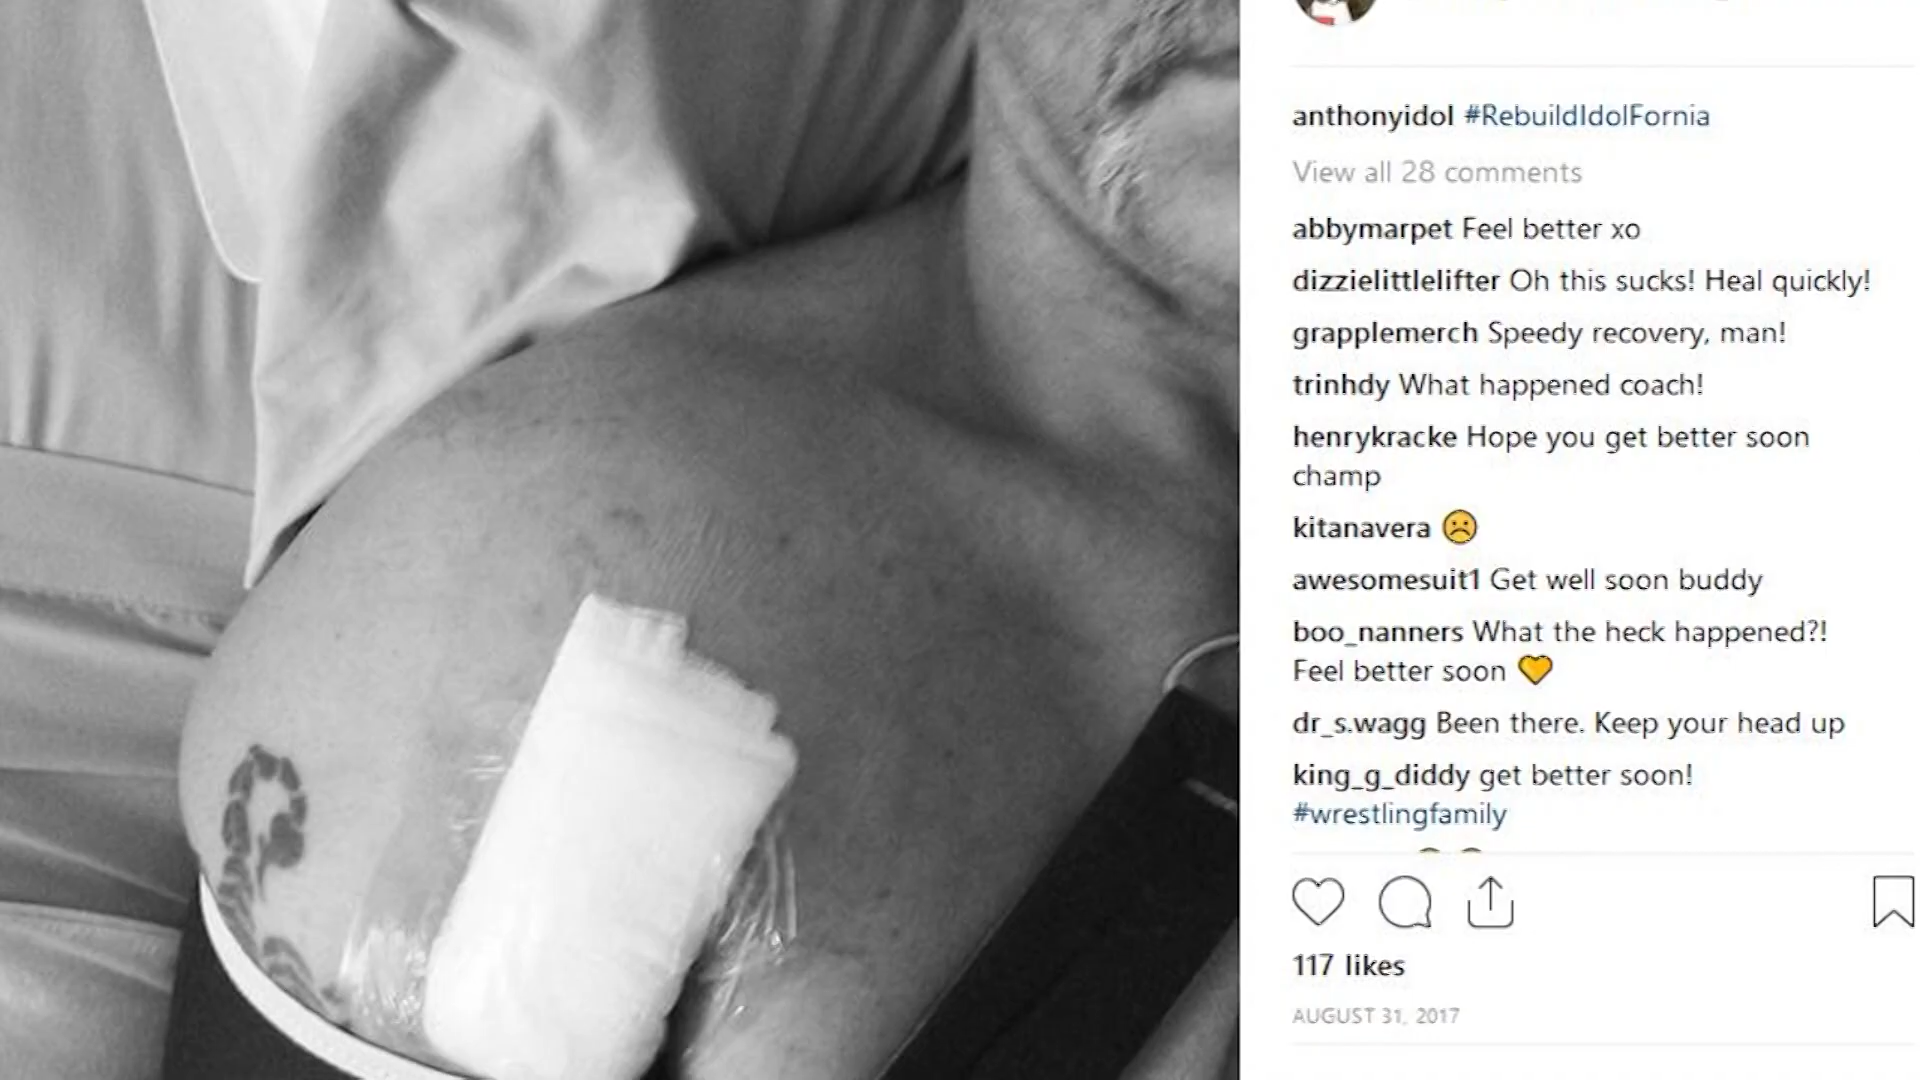 anthonyidol #RebuildIdolFornia
View all 28 comments
abbymarpet Feel better xo
dizzielittlelifter Oh this sucks! Heal quickly!
grapplemerch Speedy recovery, man!
trinhdy What happened coach!
henrykracke Hope you get better soon
champ
kitanavera ☹️
awesomesuit1 Get well soon buddy
boo_nanners What the heck happened?!
Feel better soon 💛
dr_s.wagg Been there. Keep your head up
king_g_diddy get better soon!
#wrestlingfamily
117 likes
AUGUST 31, 2017